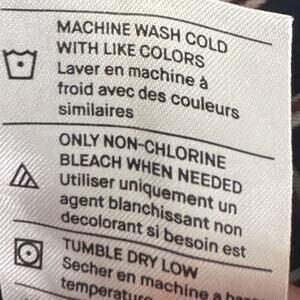 MACHINE WASH COLD
WITH LIKE COLORS
Laver en machine à
froid avec des couleurs
similaires
ONLY NON-CHLORINE
BLEACH WHEN NEEDED
Utiliser uniquement un
agent blanchissant non
decolorant si besoin est
TUMBLE DRY LOW
Secher en machine a
temperature